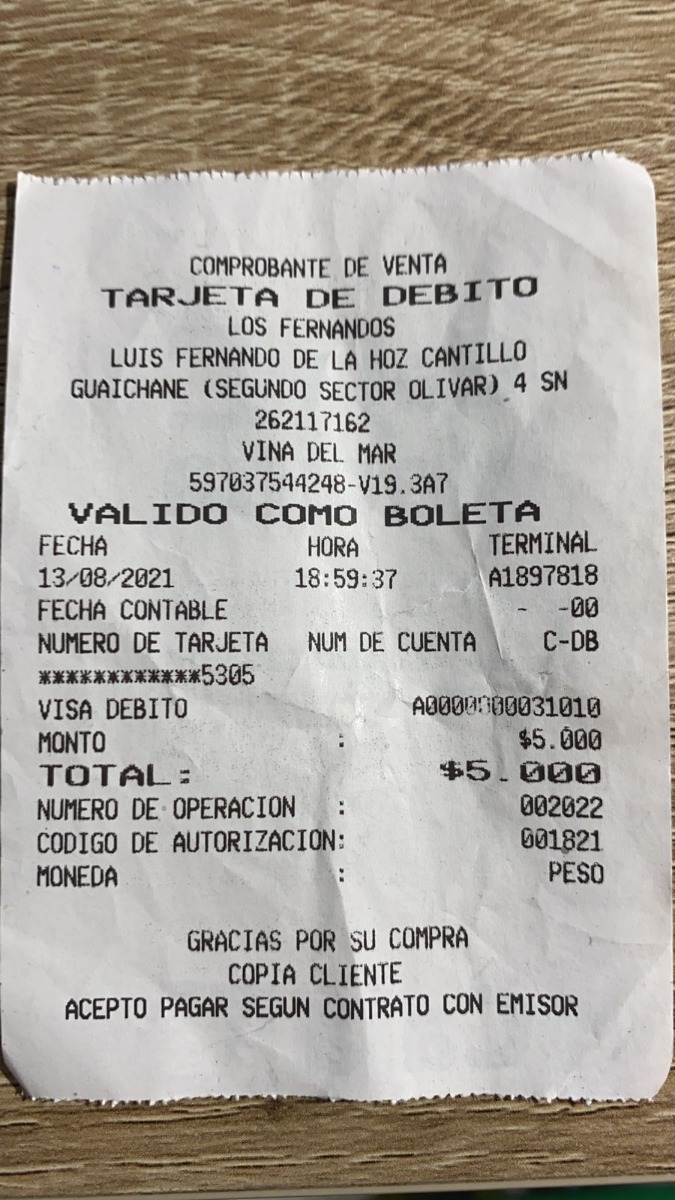 COMPROBANTE DE VENTA
TARJETA DE DEBITO
LOS FERNANDOS
LUIS FERNANDO DE LA HOZ CANTILLO
GUAICHANE (SEGUNDO SECTOR OLIVAR) 4 SN
262117162
VINA DEL MAR
597037544248-V19.3A7
VALIDO COMO BOLETA
FECHA HORA TERMINAL
13/08/2021 18:59:37 A1897818
FECHA CONTABLE - -00
NUMERO DE TARJETA NUM DE CUENTA C-DB
************5305
VISA DEBITO A0000000031010
MONTO : $5.000
TOTAL: $5.000
NUMERO DE OPERACION : 002022
CODIGO DE AUTORIZACION: 001821
MONEDA : PESO
GRACIAS POR SU COMPRA
COPIA CLIENTE
ACEPTO PAGAR SEGUN CONTRATO CON EMISOR